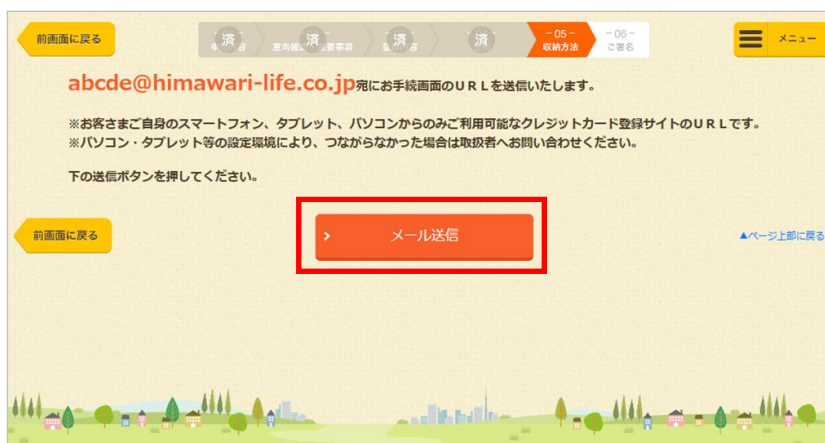 前画面に戻る
済
済
済
済
-05-
収納方法
-06-
ご署名
メニュー
abcde@himawari-life.co.jp宛にお手続画面のURLを送信いたします。
※お客さまご自身のスマートフォン、タブレット、パソコンからのみご利用可能なクレジットカード登録サイトのURLです。
※パソコン・タブレット等の設定環境により、つながらなかった場合は取扱者へお問い合わせください。
下の送信ボタンを押してください。
前画面に戻る
メール送信
▲ページ上部に戻る